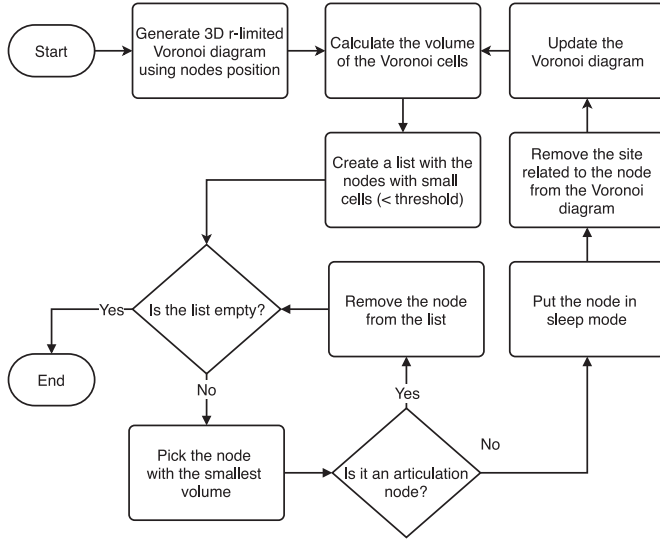 Start
Generate 3D r-limited
Voronoi diagram
using nodes position
Calculate the volume
of the Voronoi cells
Update the
Voronoi diagram
Create a list with the
nodes with small
cells (< threshold)
Remove the site
related to the node
from the Voronoi
diagram
Is the list empty?
Yes
End
No
Remove the node
from the list
Put the node in
sleep mode
Pick the node
with the smallest
volume
Is it an articulation
node?
Yes
No